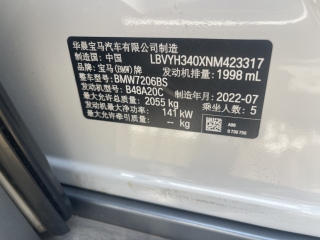 华晨宝马汽车有限公司制造
制造国：中国 LBVYH340XNM423317
品牌：宝马(BMW)牌 发动机排量：1998 mL
整车型号：BMW7206BS
发动机型号：B48A20C 制造年月：2022-07
最大允许总质量：2055 kg 乘坐人数：5
发动机最大净功率：141 kW
最大允许牵引质量：- kg